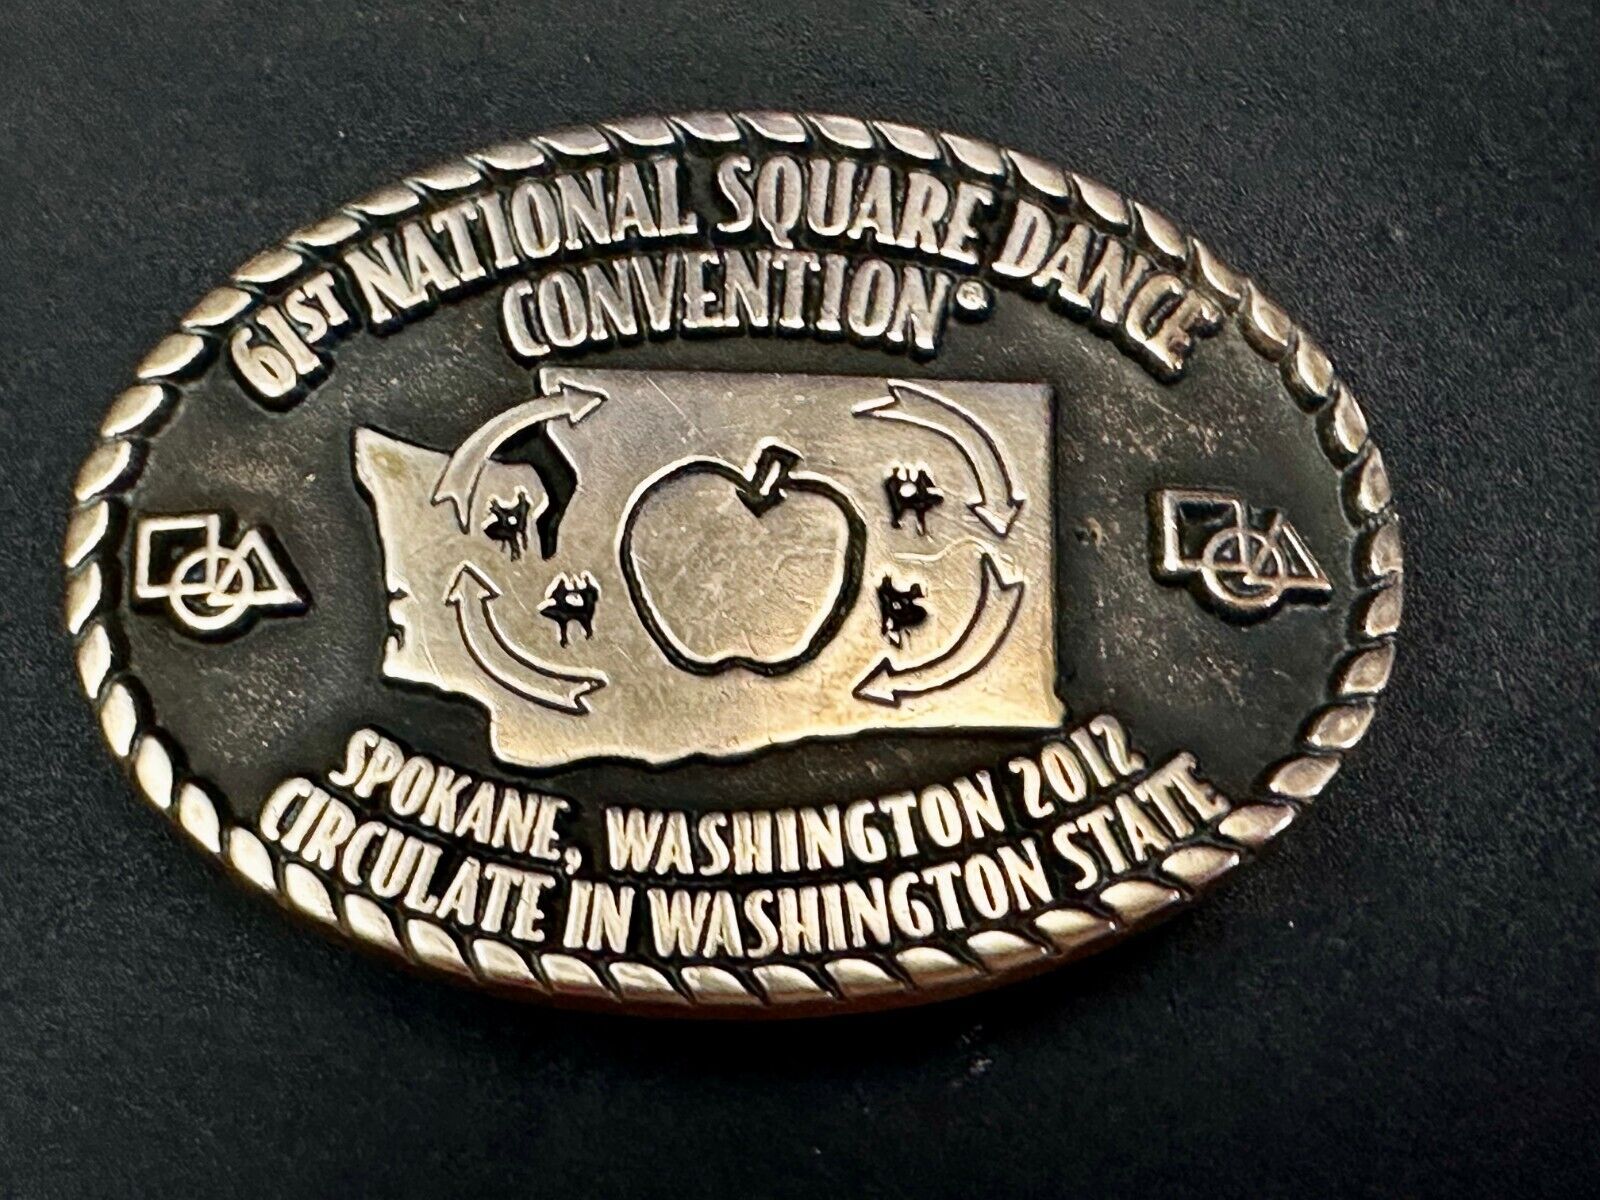 61ST NATIONAL SQUARE DANCE
CONVENTION®
SPOKANE, WASHINGTON 2012
CIRCULATE IN WASHINGTON STATE